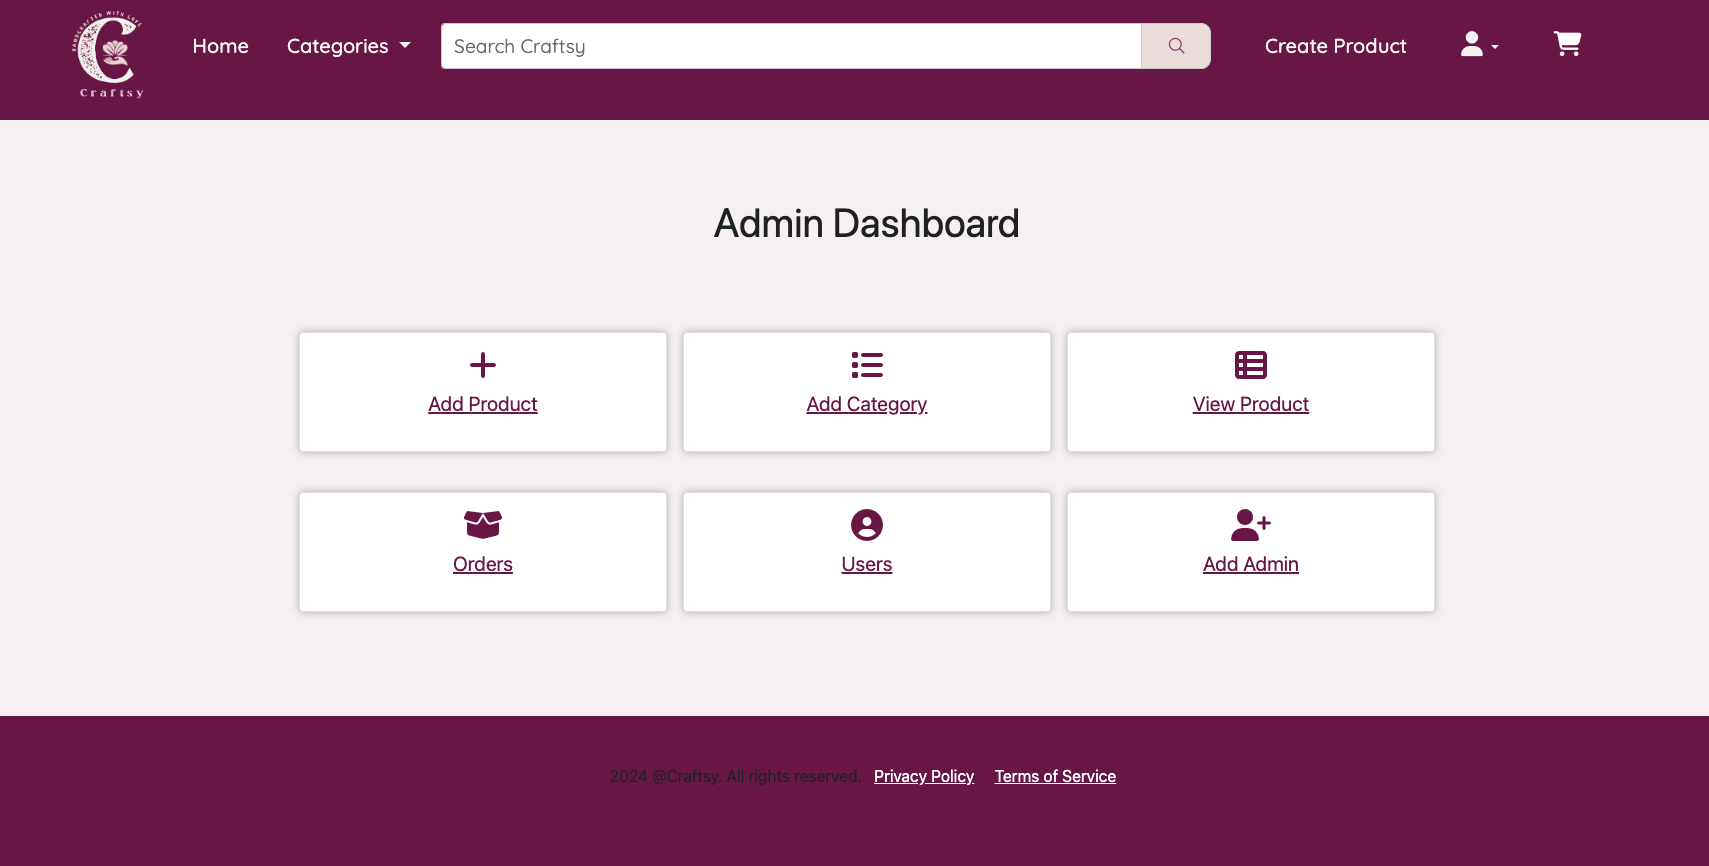 HANDCRAFTED WITH LOVE
Craftsy
Home Categories Search Craftsy Create Product
Admin Dashboard
Add Product Add Category View Product
Orders Users Add Admin
2024 @Craftsy. All rights reserved. Privacy Policy Terms of Service